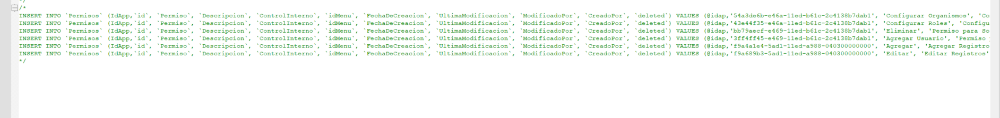 */
/*
INSERT INTO `Permisos` (IdApp,`id`, `Permiso`, `Descripcion`, `ControlInterno`, `idMenu`, `FechaDeCreacion`, `UltimaModificacion`, `ModificadoPor`, `CreadoPor`, `deleted`) VALUES (@idap,'54a3de6b-e46a-11ed-b61c-2c4138b7dab1', 'Configurar Organismos', 'Co
INSERT INTO `Permisos` (IdApp,`id`, `Permiso`, `Descripcion`, `ControlInterno`, `idMenu`, `FechaDeCreacion`, `UltimaModificacion`, `ModificadoPor`, `CreadoPor`, `deleted`) VALUES (@idap,'43e44f35-e46a-11ed-b61c-2c4138b7dab1', 'Configurar Roles', 'Configu
INSERT INTO `Permisos` (IdApp,`id`, `Permiso`, `Descripcion`, `ControlInterno`, `idMenu`, `FechaDeCreacion`, `UltimaModificacion`, `ModificadoPor`, `CreadoPor`, `deleted`) VALUES (@idap,'bb79aecf-e469-11ed-b61c-2c4138b7dab1', 'Eliminar', 'Permiso para So
INSERT INTO `Permisos` (IdApp,`id`, `Permiso`, `Descripcion`, `ControlInterno`, `idMenu`, `FechaDeCreacion`, `UltimaModificacion`, `ModificadoPor`, `CreadoPor`, `deleted`) VALUES (@idap,'3ff4ff45-e469-11ed-b61c-2c4138b7dab1', 'Agregar Usuario', 'Permiso
INSERT INTO `Permisos` (IdApp,`id`, `Permiso`, `Descripcion`, `ControlInterno`, `idMenu`, `FechaDeCreacion`, `UltimaModificacion`, `ModificadoPor`, `CreadoPor`, `deleted`) VALUES (@idap,'f9a4a1e4-5ad1-11ed-a988-040300000000', 'Agregar', 'Agregar Registro
INSERT INTO `Permisos` (IdApp,`id`, `Permiso`, `Descripcion`, `ControlInterno`, `idMenu`, `FechaDeCreacion`, `UltimaModificacion`, `ModificadoPor`, `CreadoPor`, `deleted`) VALUES (@idap,'f9a689b3-5ad1-11ed-a988-040300000000', 'Editar', 'Editar Registros'
*/